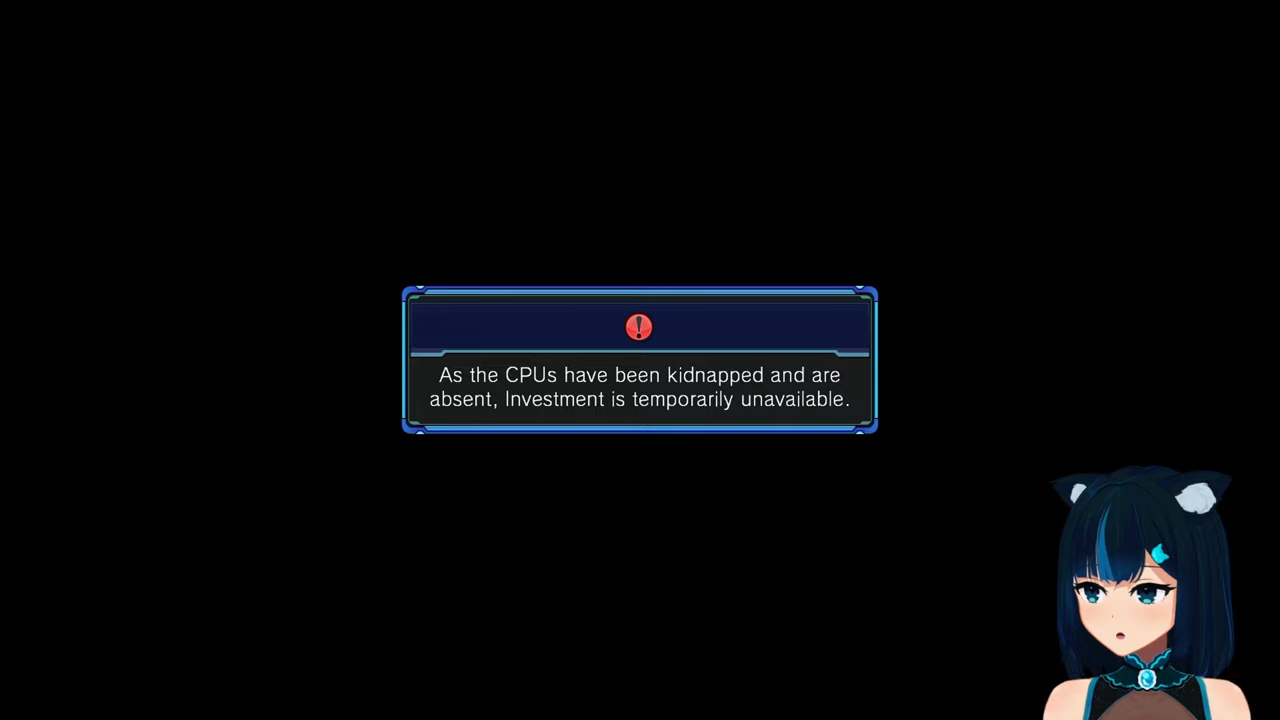 As the CPUs have been kidnapped and are
absent, Investment is temporarily unavailable.